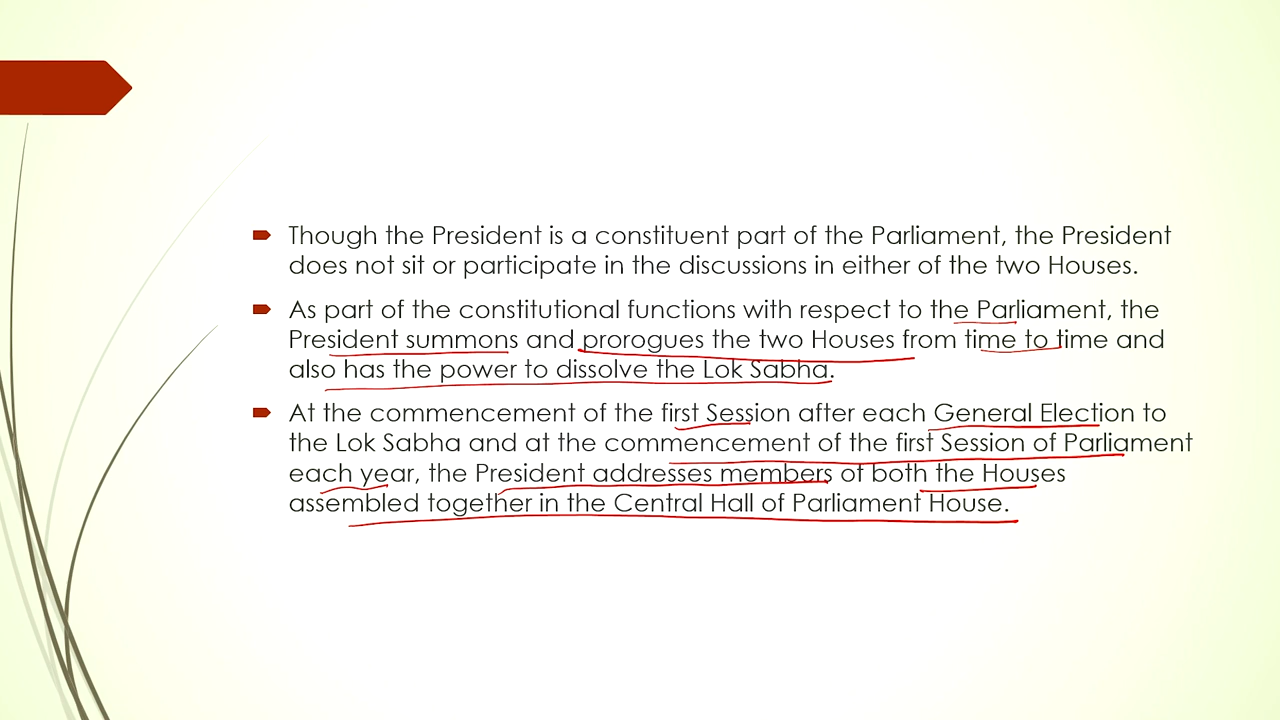 Though the President is a constituent part of the Parliament, the President
does not sit or participate in the discussions in either of the two Houses.
As part of the constitutional functions with respect to the Parliament, the
President summons and prorogues the two Houses from time to time and
also has the power to dissolve the Lok Sabha.
At the commencement of the first Session after each General Election to
the Lok Sabha and at the commencement of the first Session of Parliament
each year, the President addresses members of both the Houses
assembled together in the Central Hall of Parliament House.